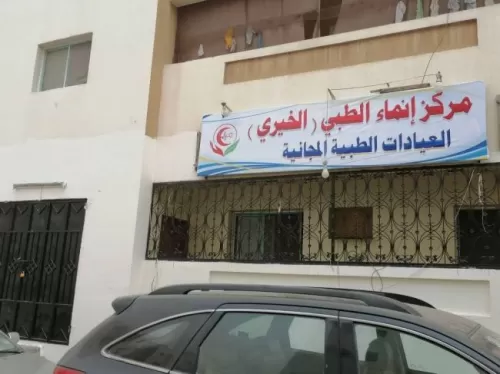 مركز إنماء الطبي ( الخيري )
العيادات الطبية المجانية